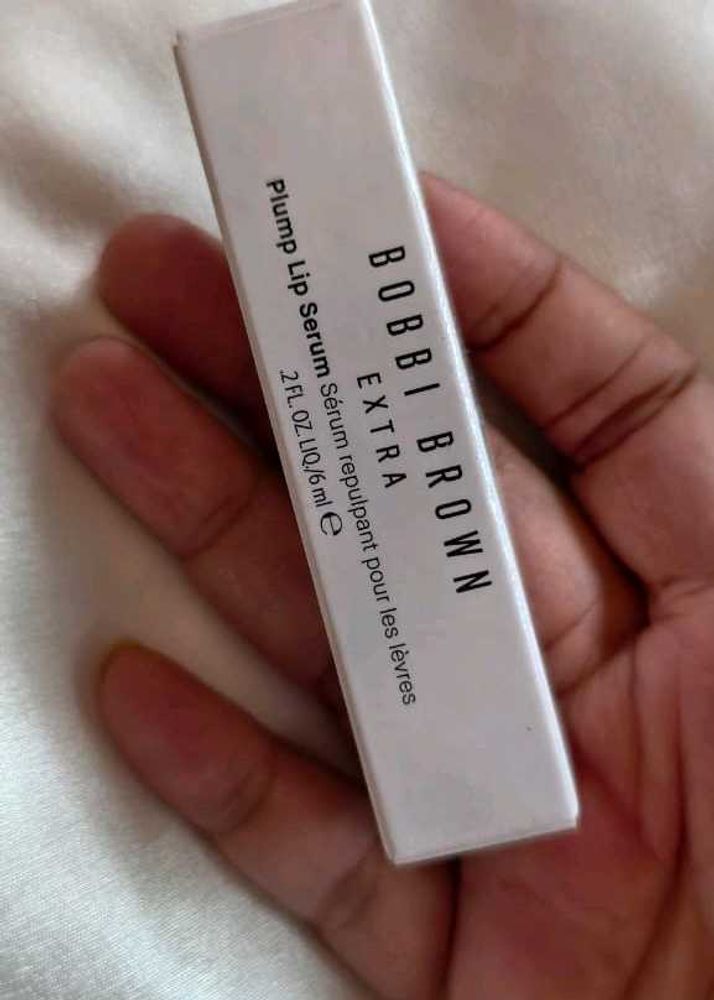 BOBBI BROWN
EXTRA
Plump Lip Serum Sérum repulpant pour les lèvres
.2 FL.OZ.LIQ./6 ml ℮